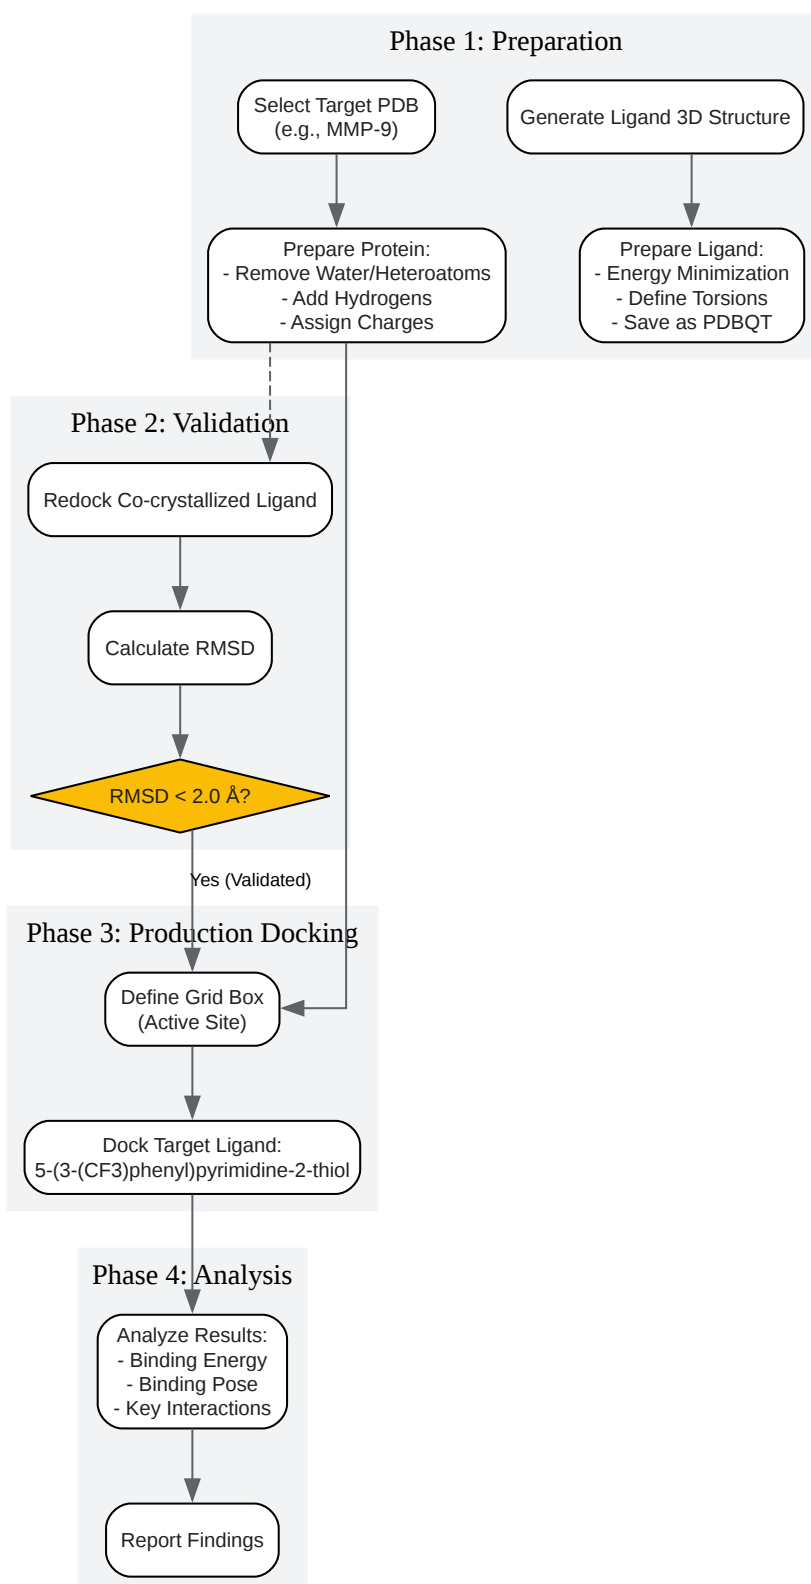 Phase 1: Preparation
Select Target PDB
(e.g., MMP-9)
Generate Ligand 3D Structure
Prepare Protein:
- Remove Water/Heteroatoms
- Add Hydrogens
- Assign Charges
Prepare Ligand:
- Energy Minimization
- Define Torsions
- Save as PDBQT
Phase 2: Validation
Redock Co-crystallized Ligand
Calculate RMSD
RMSD < 2.0 Å?
Yes (Validated)
Phase 3: Production Docking
Define Grid Box
(Active Site)
Dock Target Ligand:
5-(3-(CF3)phenyl)pyrimidine-2-thiol
Phase 4: Analysis
Analyze Results:
- Binding Energy
- Binding Pose
- Key Interactions
Report Findings